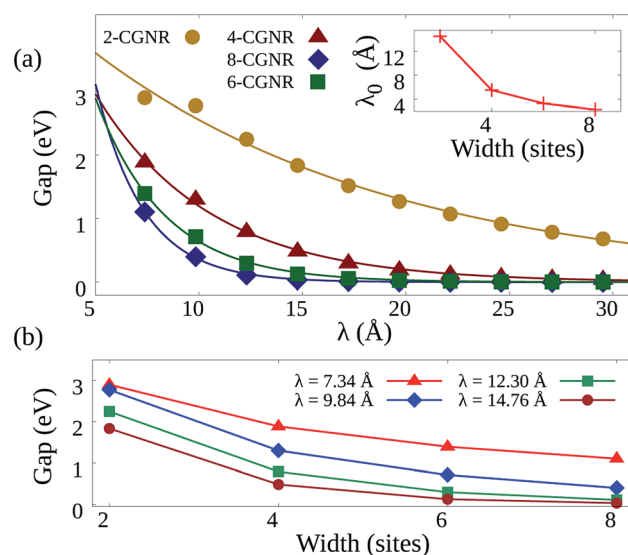 (a)
2-CGNR
4-CGNR
8-CGNR
6-CGNR
Gap (eV)
3
2
1
0
5
10
15
20
25
30
λ (Å)
λ0 (Å)
12
8
4
4
8
Width (sites)
(b)
Gap (eV)
3
2
1
0
λ = 7.34 Å
λ = 12.30 Å
λ = 9.84 Å
λ = 14.76 Å
2
4
6
8
Width (sites)